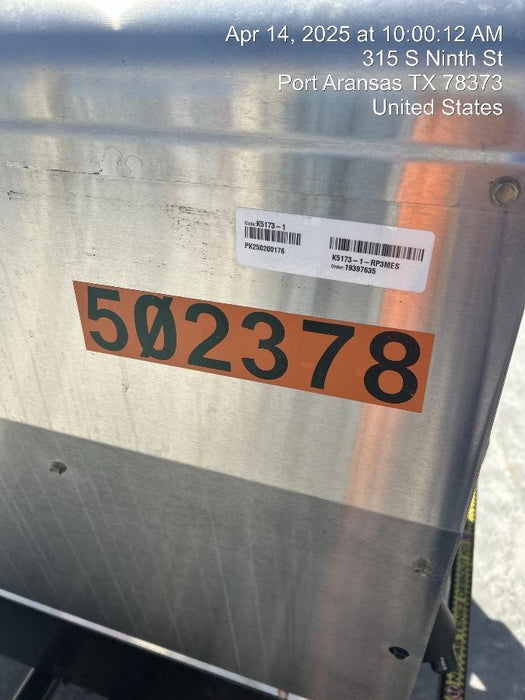 Apr 14, 2025 at 10:00:12 AM
315 S Ninth St
Port Aransas TX 78373
United States
Code: K5173-1
PK250200176
K5173-1-RP3MES
Order: 19397635
5Ø2378